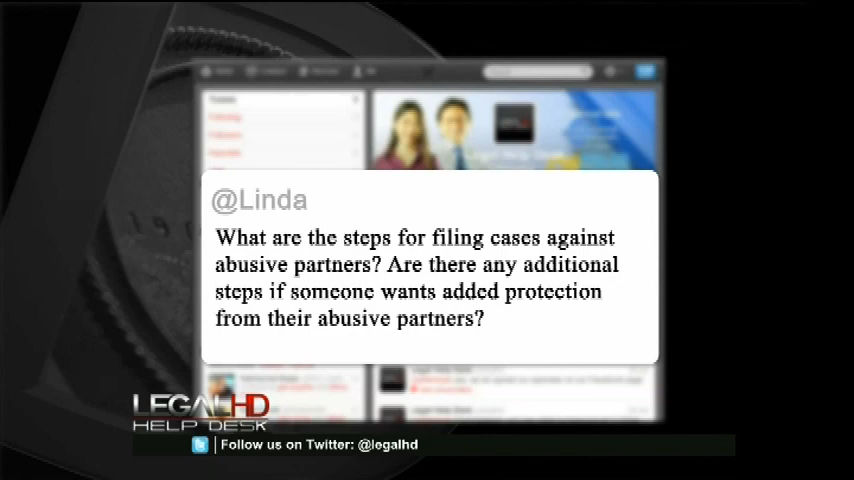 @Linda
What are the steps for filing cases against
abusive partners? Are there any additional
steps if someone wants added protection
from their abusive partners?
LEGALHD
HELP DESK
Follow us on Twitter: @legalhd